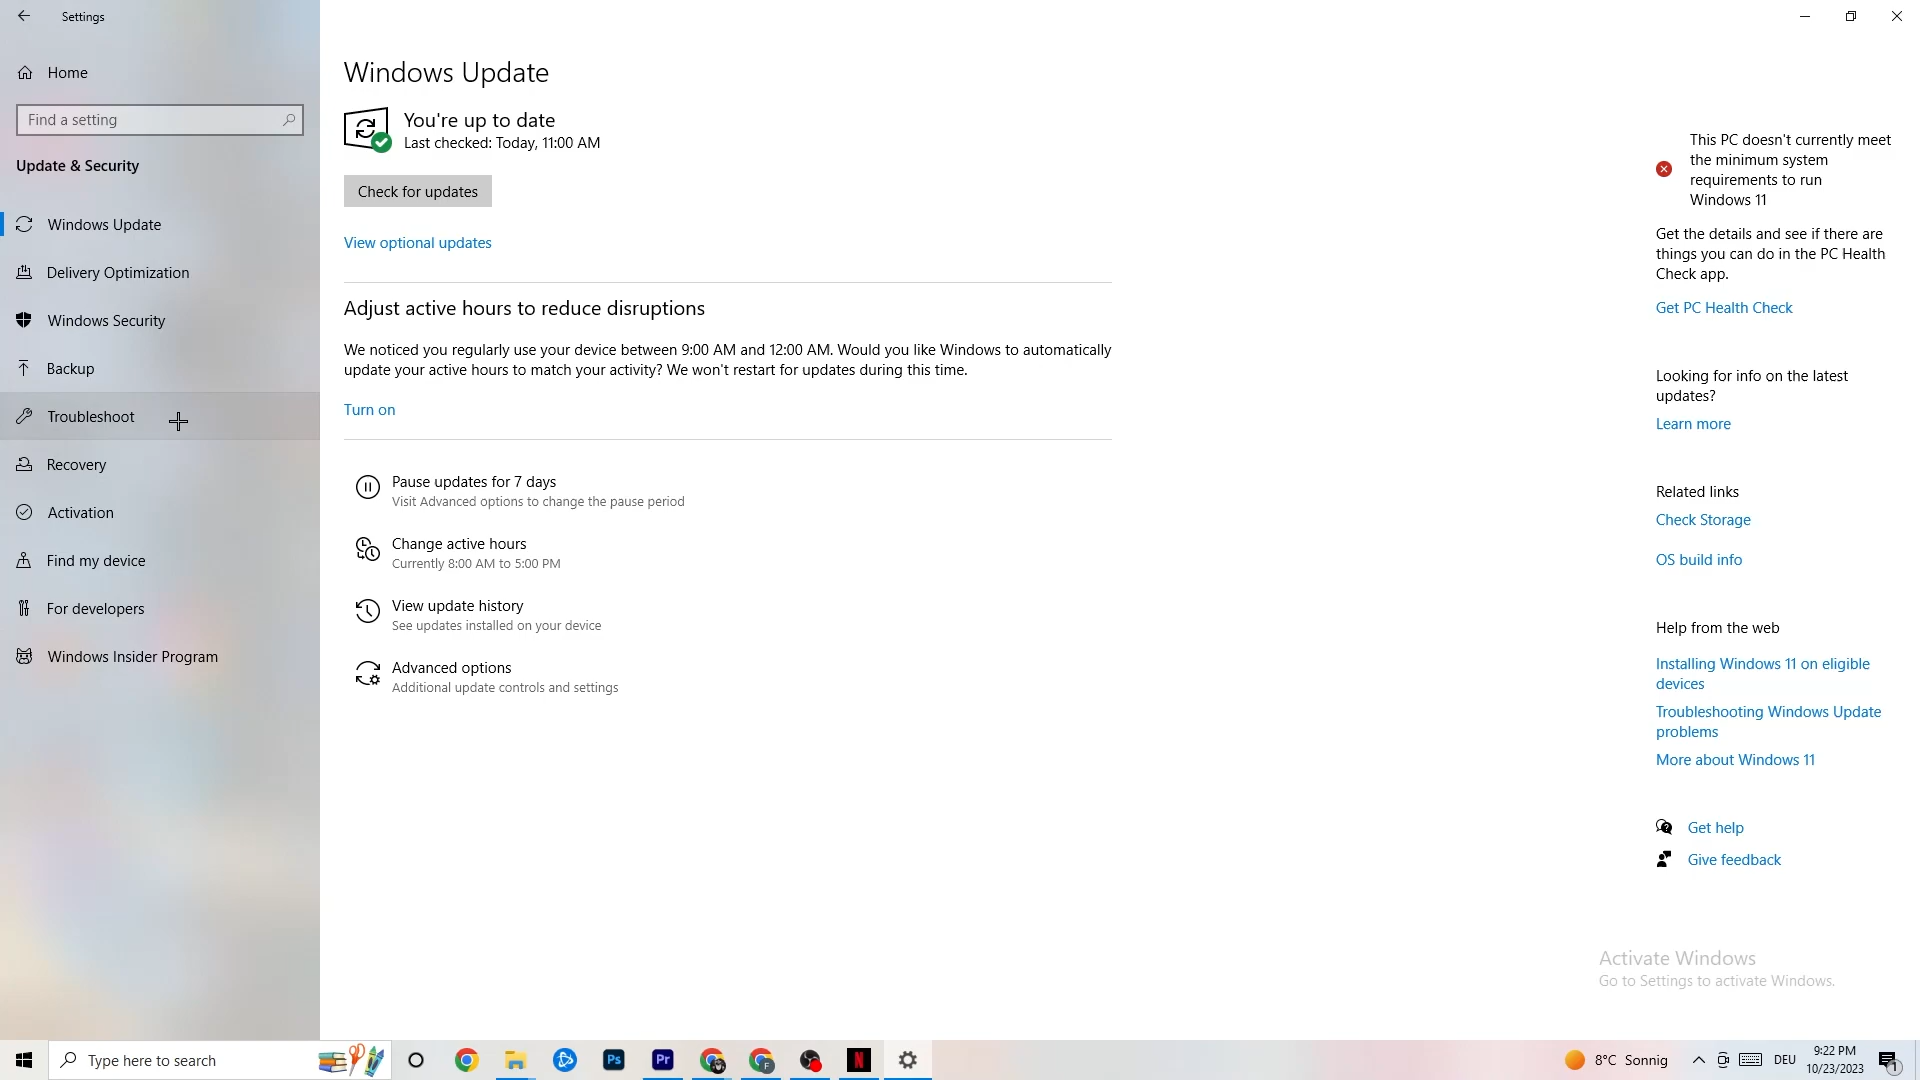 Settings
Home
Find a setting
Update & Security
Windows Update
Delivery Optimization
Windows Security
Backup
Troubleshoot
Recovery
Activation
Find my device
For developers
Windows Insider Program
Windows Update
You're up to date
Last checked: Today, 11:00 AM
Check for updates
View optional updates
Adjust active hours to reduce disruptions
We noticed you regularly use your device between 9:00 AM and 12:00 AM. Would you like Windows to automatically
update your active hours to match your activity? We won't restart for updates during this time.
Turn on
Pause updates for 7 days
Visit Advanced options to change the pause period
Change active hours
Currently 8:00 AM to 5:00 PM
View update history
See updates installed on your device
Advanced options
Additional update controls and settings
This PC doesn't currently meet
the minimum system
requirements to run
Windows 11
Get the details and see if there are
things you can do in the PC Health
Check app.
Get PC Health Check
Looking for info on the latest
updates?
Learn more
Related links
Check Storage
OS build info
Help from the web
Installing Windows 11 on eligible
devices
Troubleshooting Windows Update
problems
More about Windows 11
Get help
Give feedback
Activate Windows
Go to Settings to activate Windows.
Type here to search
Ps
Pr
F
N
8°C Sonnig
DEU
9:22 PM
10/23/2023
1